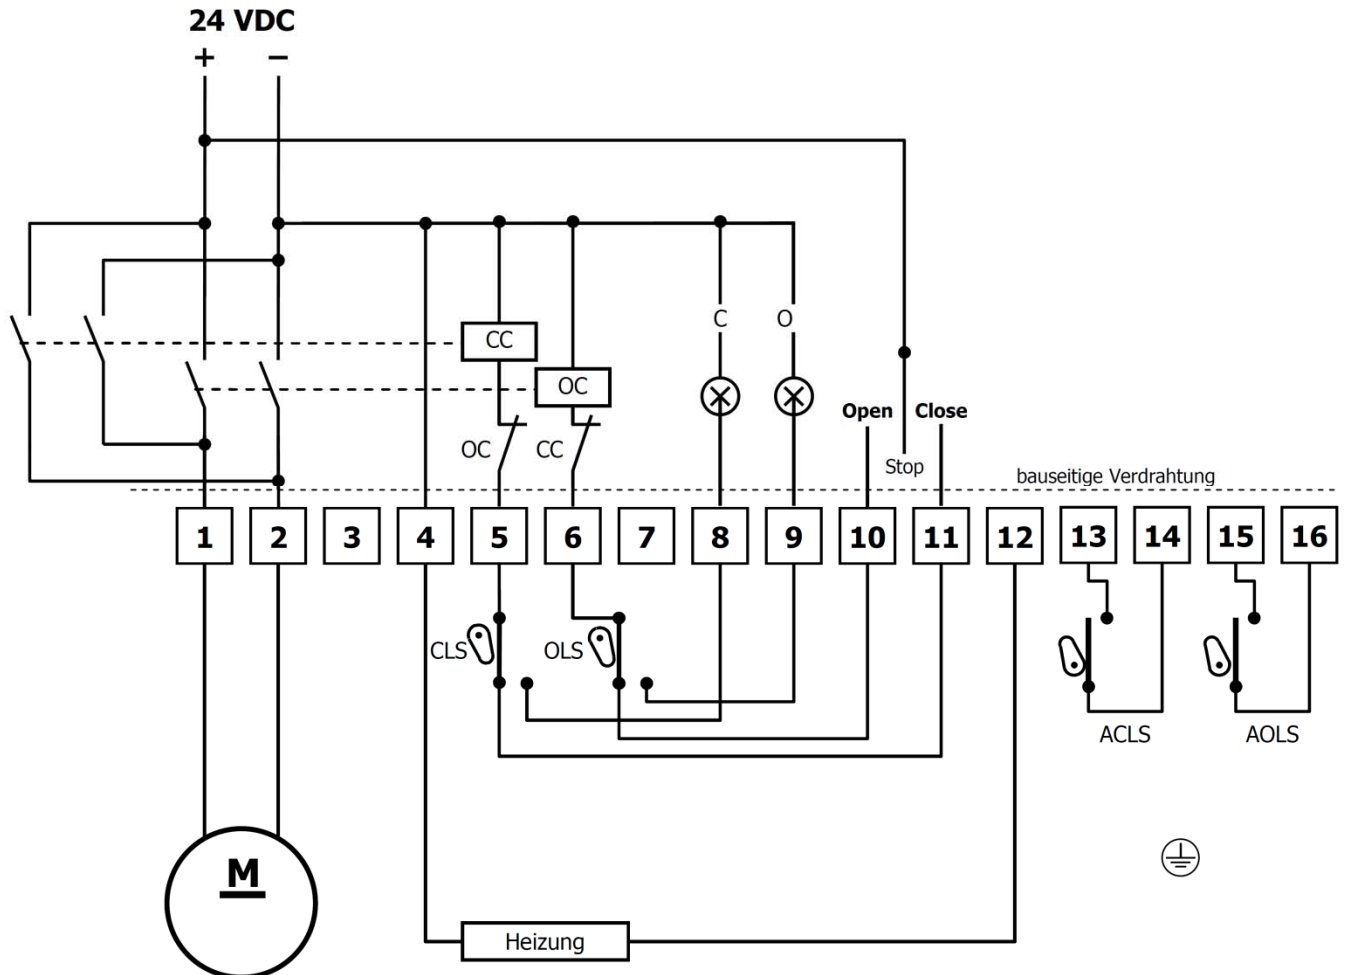 24 VDC
+ −
C O
CC
OC
Open Close
OC CC
Stop
bauseitige Verdrahtung
1 2 3 4 5 6 7 8 9 10 11 12 13 14 15 16
CLS OLS
ACLS AOLS
M
Heizung